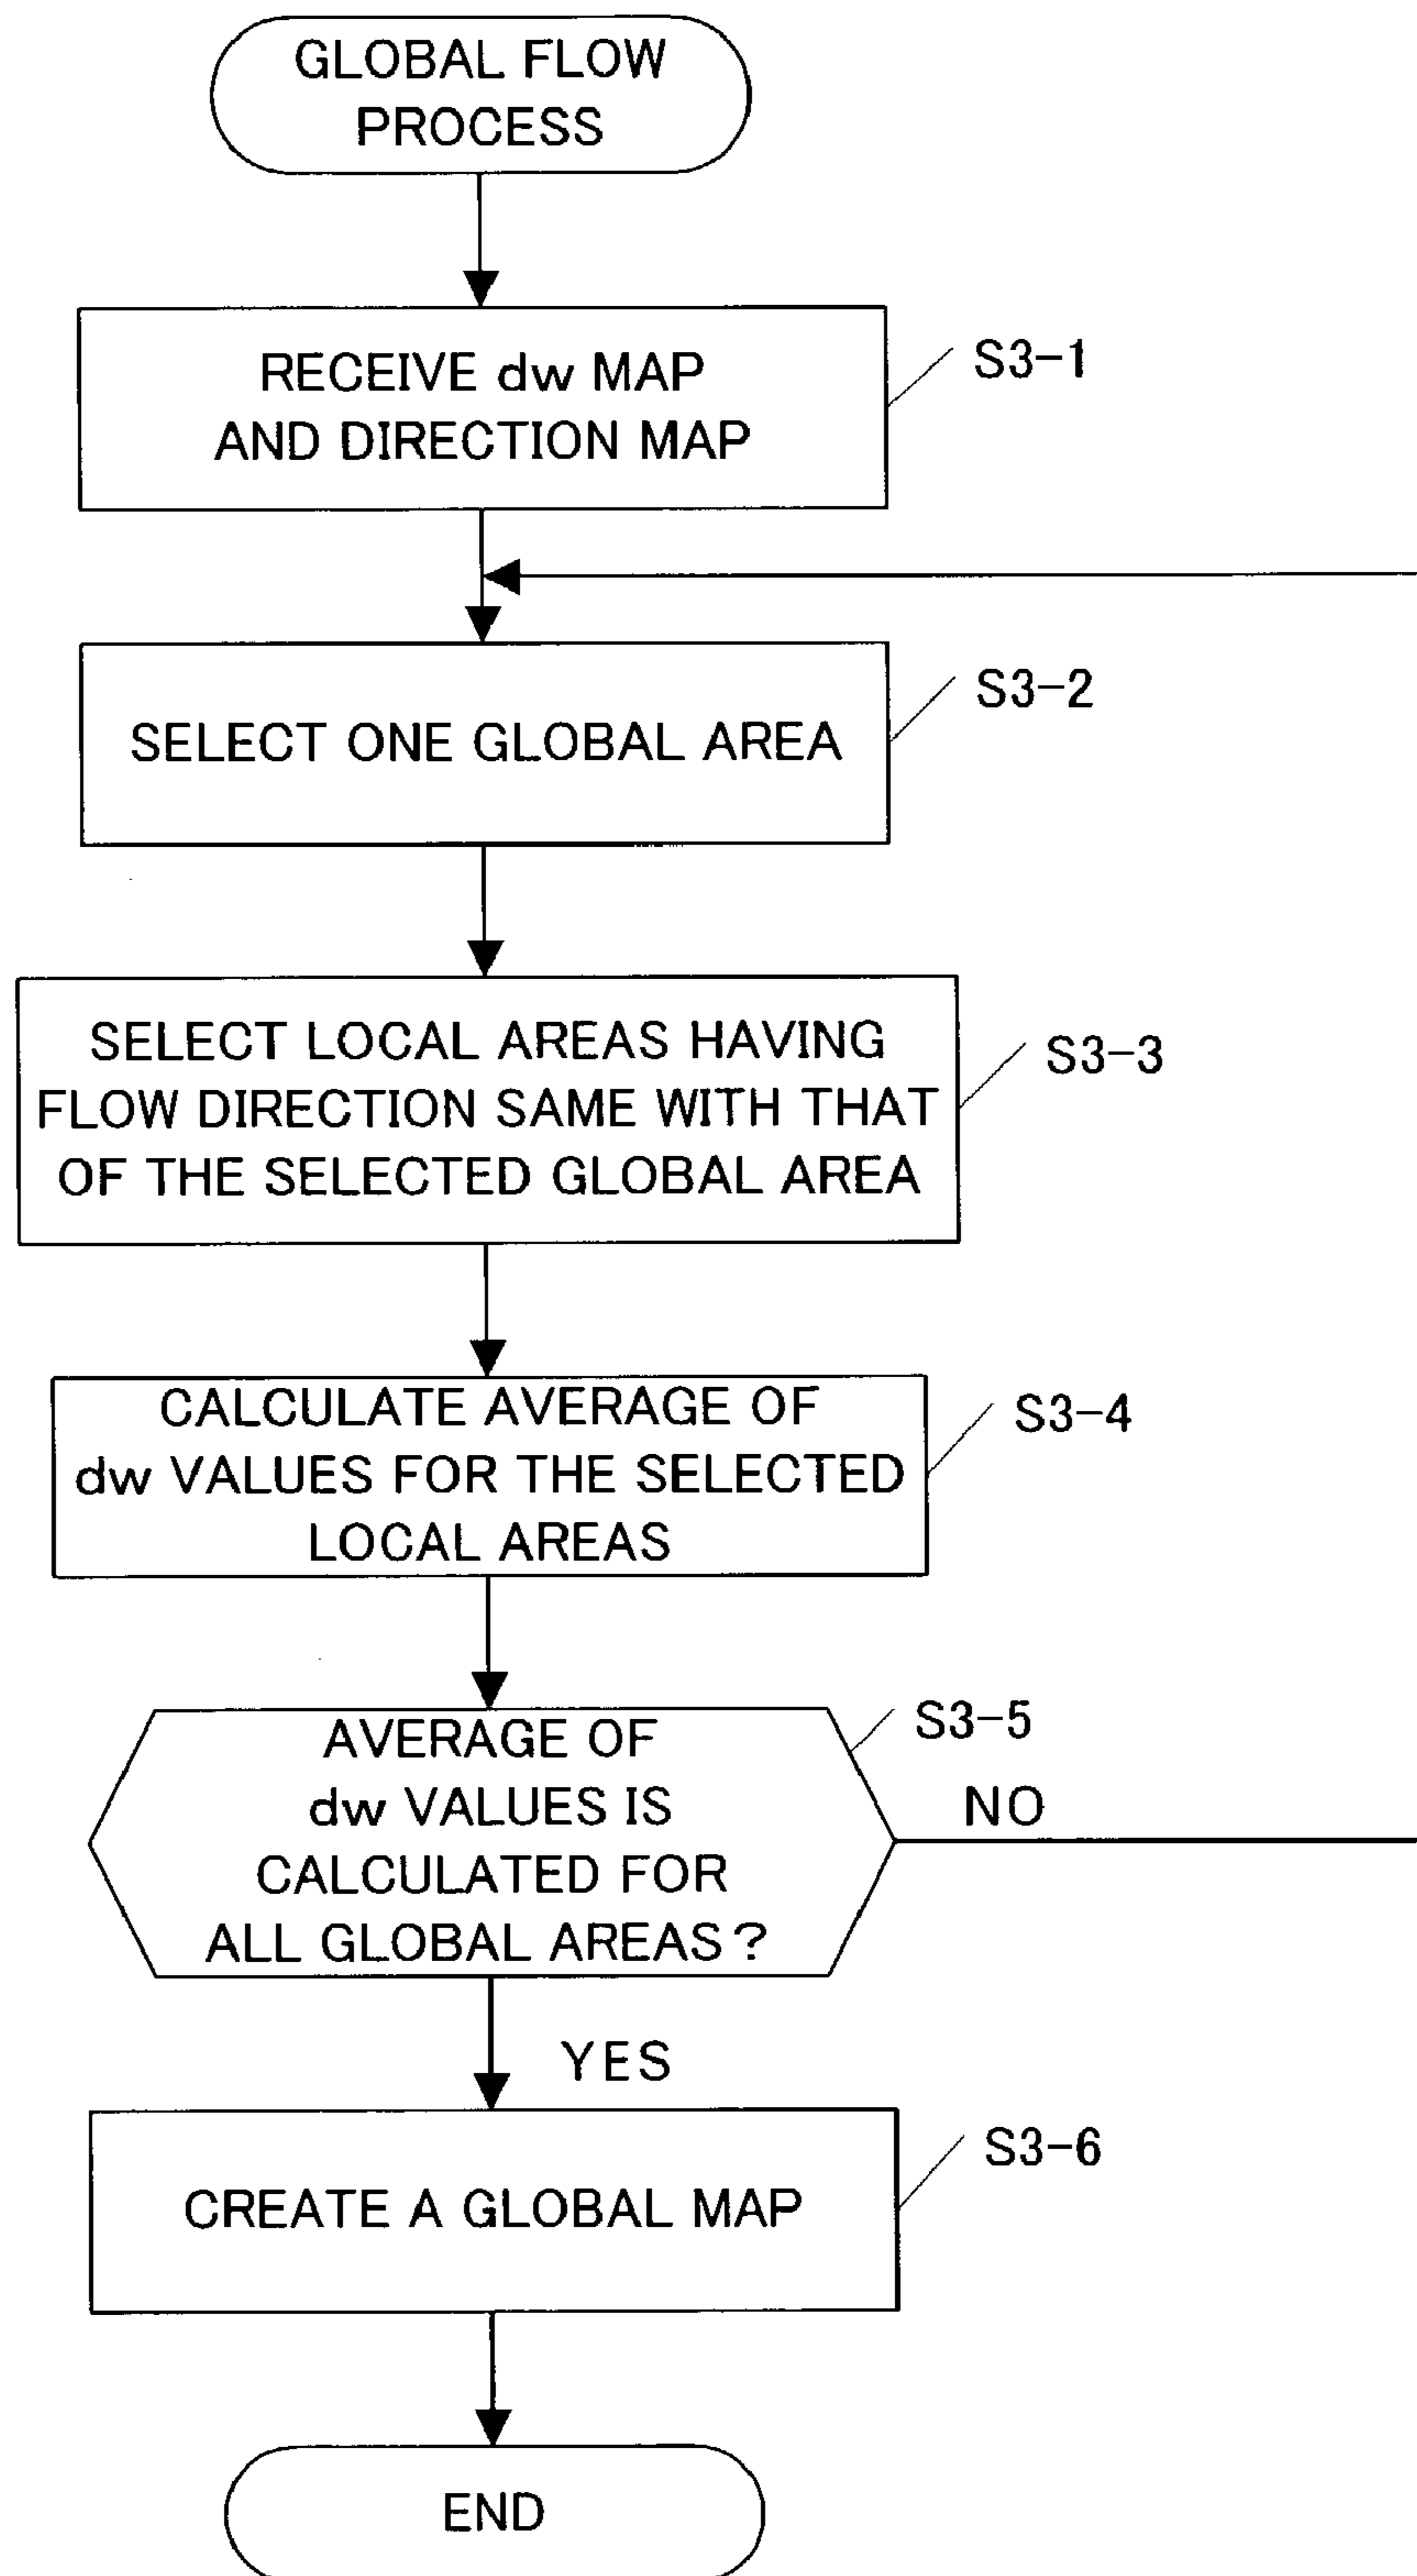 GLOBAL FLOW
PROCESS
RECEIVE dw MAP
AND DIRECTION MAP
S3-1
SELECT ONE GLOBAL AREA
S3-2
SELECT LOCAL AREAS HAVING
FLOW DIRECTION SAME WITH THAT
OF THE SELECTED GLOBAL AREA
S3-3
CALCULATE AVERAGE OF
dw VALUES FOR THE SELECTED
LOCAL AREAS
S3-4
AVERAGE OF
dw VALUES IS
CALCULATED FOR
ALL GLOBAL AREAS?
S3-5
NO
YES
CREATE A GLOBAL MAP
S3-6
END